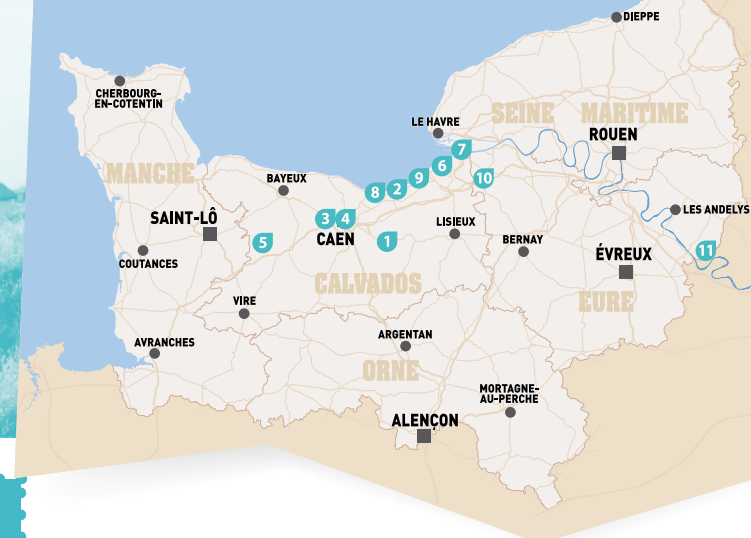 DIEPPE
CHERBOURG-
EN-COTENTIN
LE HAVRE
SEINE MARITIME
ROUEN
7
6
MANCHE
BAYEUX
9
10
8
2
SAINT-LÔ
3
4
CAEN
LISIEUX
LES ANDELYS
5
1
BERNAY
ÉVREUX
11
COUTANCES
CALVADOS
EURE
VIRE
AVRANCHES
ARGENTAN
ORNE
MORTAGNE-
AU-PERCHE
ALENÇON